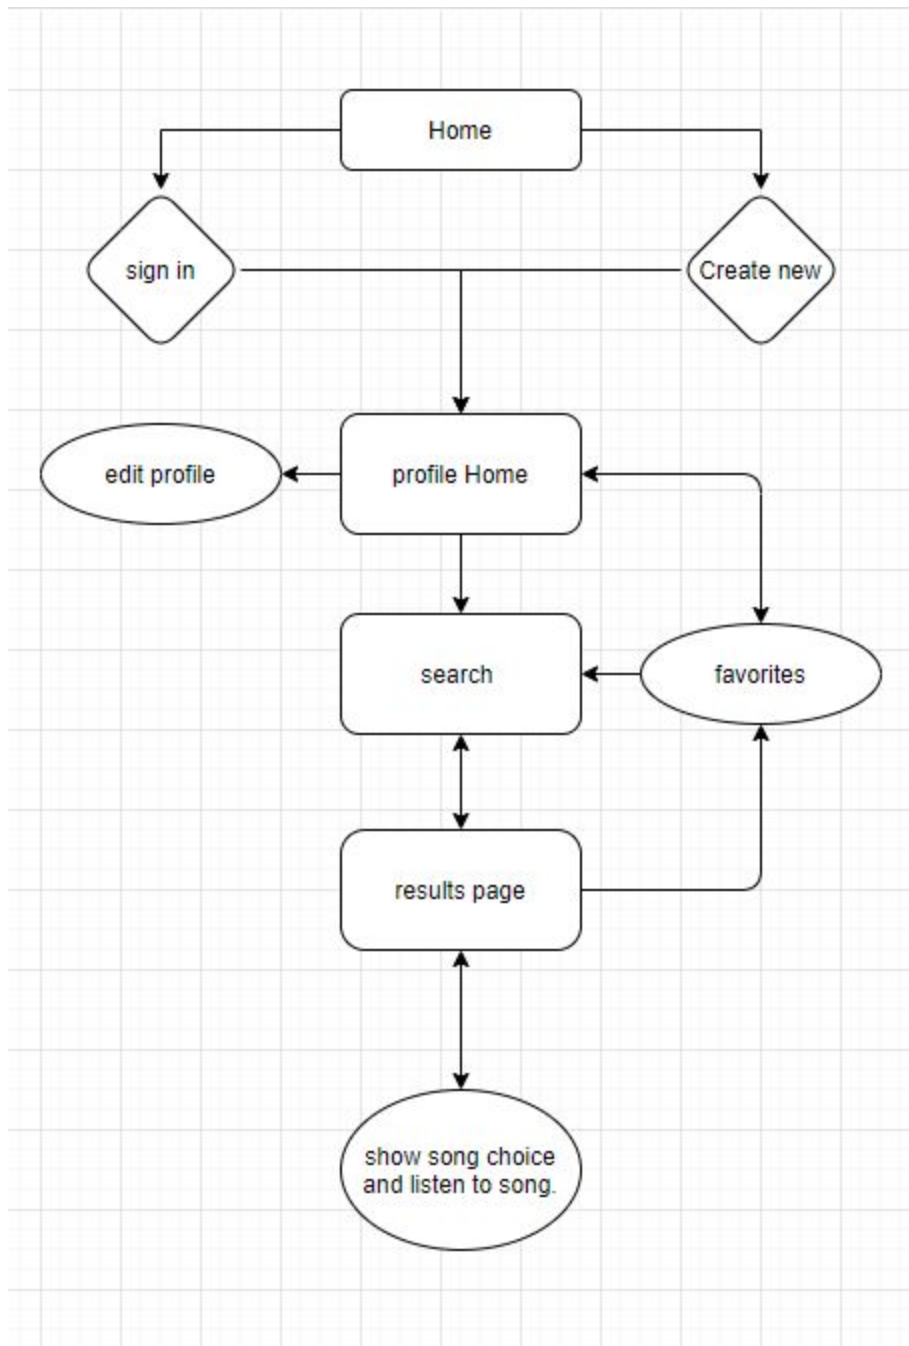 Home
sign in
Create new
edit profile
profile Home
search
favorites
results page
show song choice
and listen to song.